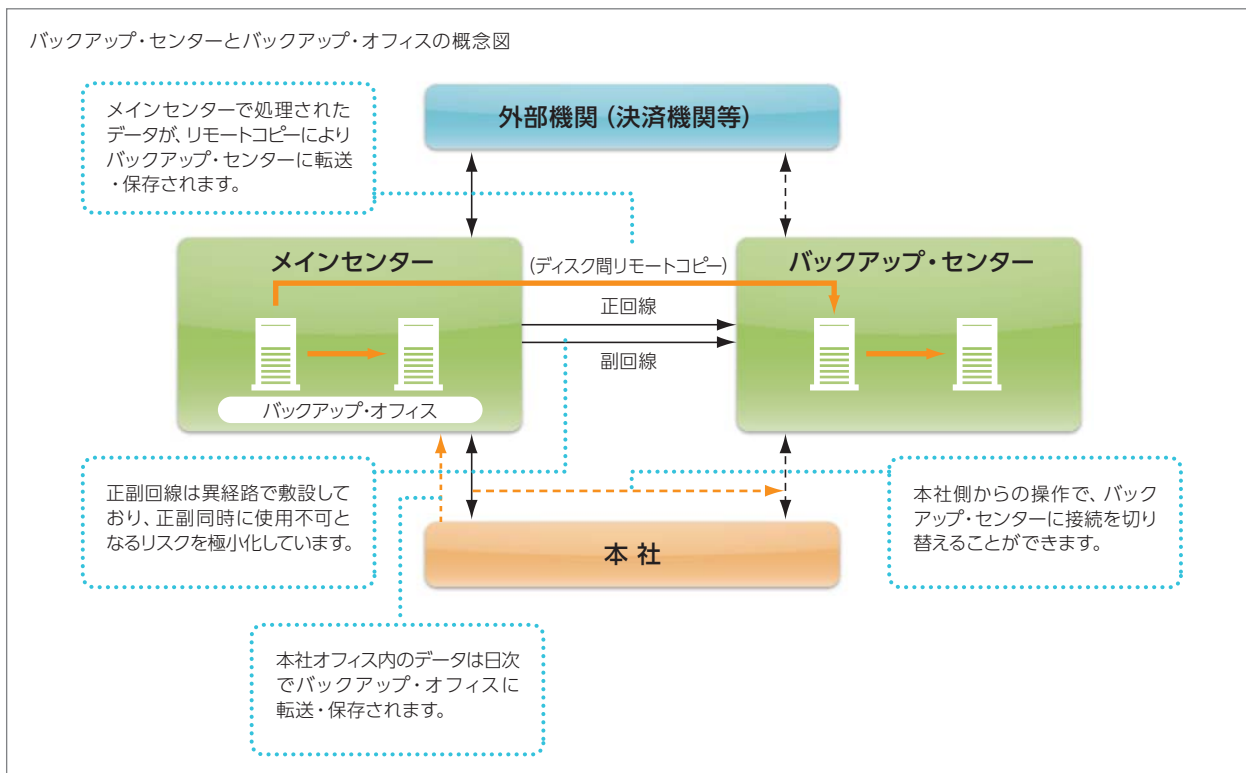 バックアップ・センターとバックアップ・オフィスの概念図
メインセンターで処理された
データが、リモートコピーにより
バックアップ・センターに転送
・保存されます。
外部機関（決済機関等）
メインセンター
（ディスク間リモートコピー）
バックアップ・センター
正回線
副回線
バックアップ・オフィス
正副回線は異経路で敷設して
おり、正副同時に使用不可と
なるリスクを極小化しています。
本社側からの操作で、バック
アップ・センターに接続を切り
替えることができます。
本 社
本社オフィス内のデータは日次
でバックアップ・オフィスに
転送・保存されます。